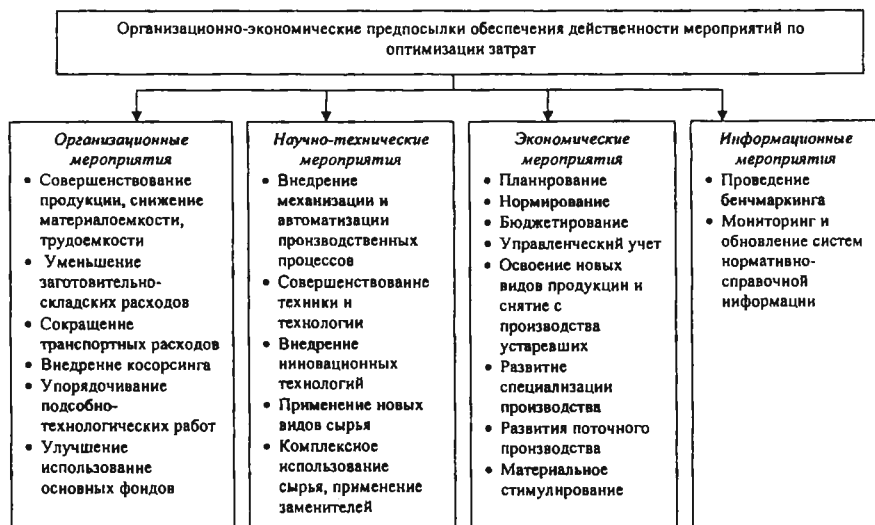 Организационно-экономические предпосылки обеспечения действенности мероприятий по
оптимизации затрат
Организационные
мероприятия
• Совершенствование
продукции, снижение
материалоемкости,
трудоемкости
• Уменьшение
заготовительно-
складских расходов
• Сокращение
транспортных расходов
• Внедрение косорсинга
• Упорядочивание
подсобно-
технологических работ
• Улучшение
использование
основных фондов
Научно-технические
мероприятия
• Внедрение
механизации и
автоматизации
производственных
процессов
• Совершенствование
техники и
технологии
• Внедрение
инновационных
технологий
• Применение новых
видов сырья
• Комплексное
использование
сырья, применение
заменителей
Экономические
мероприятия
• Планирование
• Нормирование
• Бюджетирование
• Управленческий учет
• Освоение новых
видов продукции и
снятие с
производства
устаревших
• Развитие
специализации
производства
• Развития поточного
производства
• Материальное
стимулирование
Информационные
мероприятия
• Проведение
бенчмаркинга
• Мониторинг и
обновление систем
нормативно-
справочной
информации